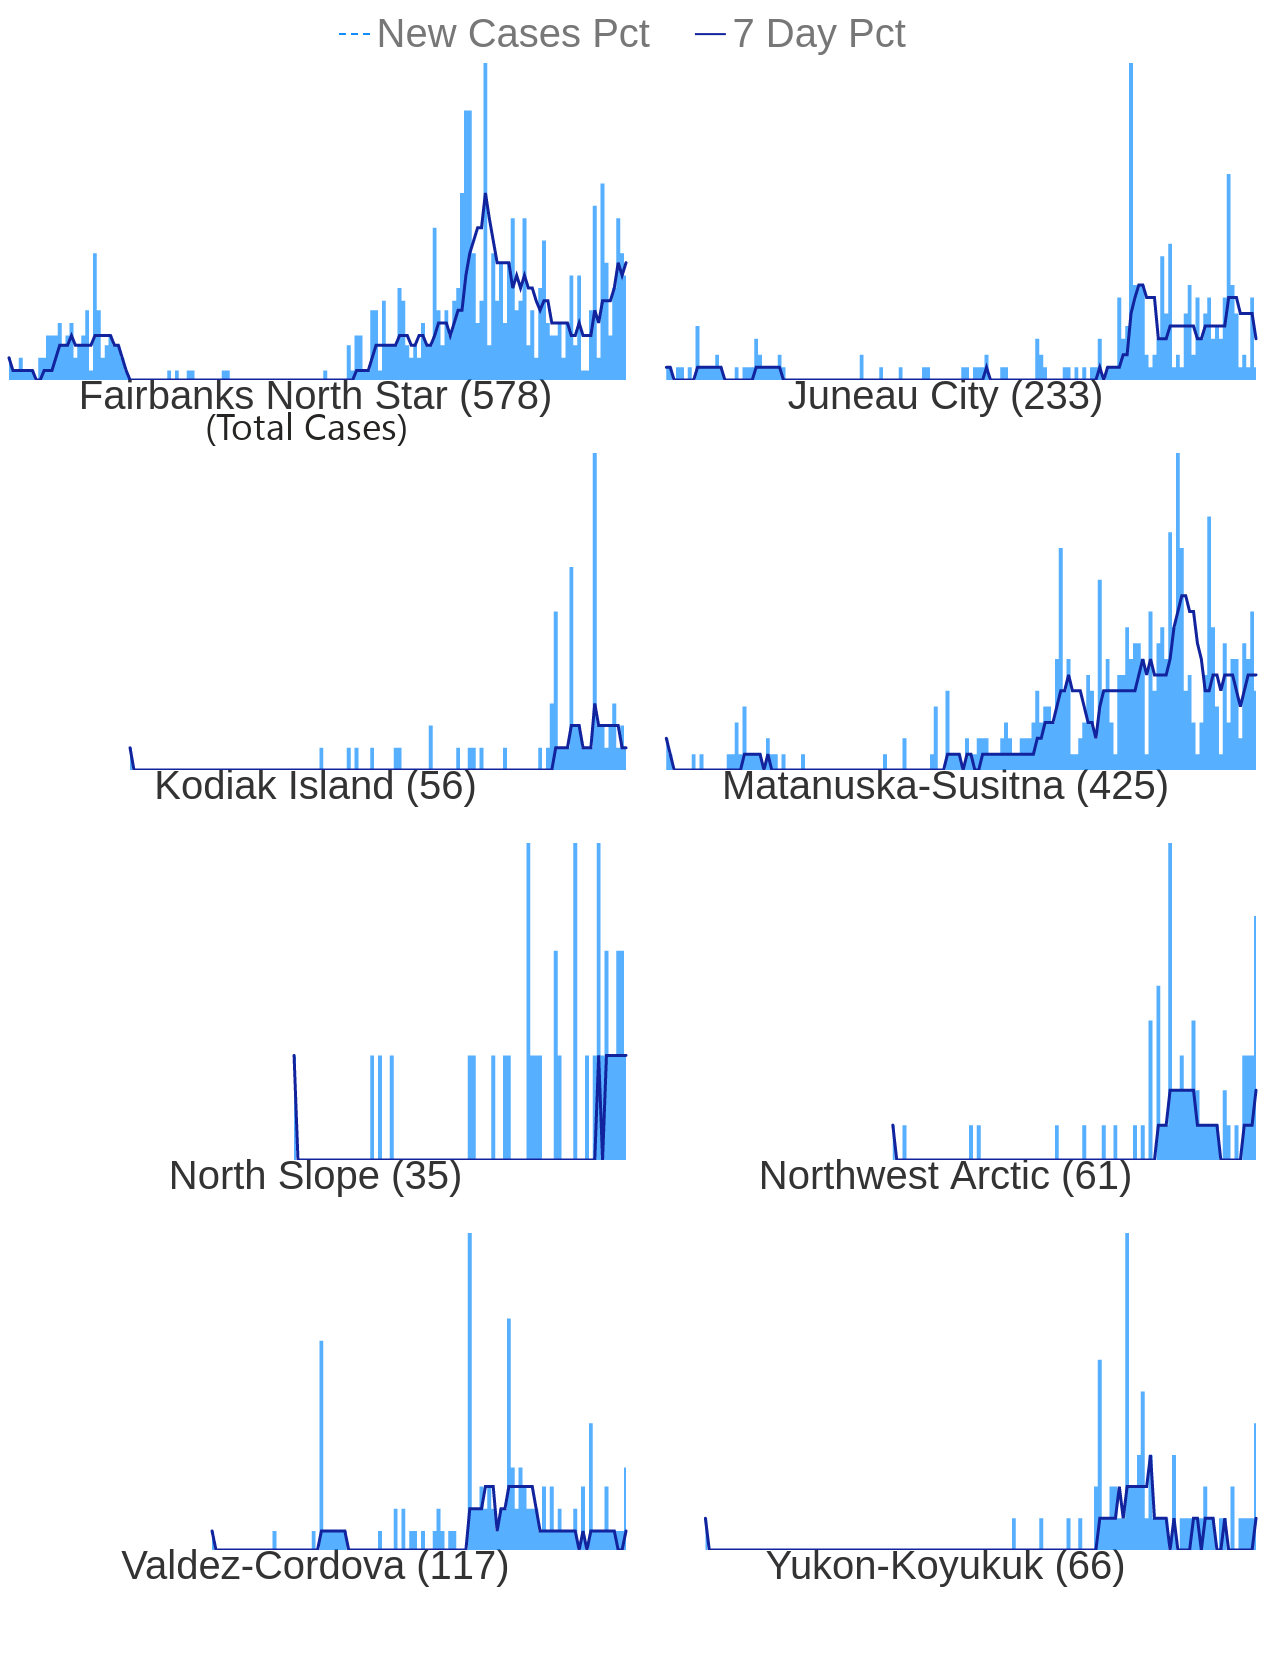 New Cases Pct 7 Day Pct
Fairbanks North Star (578) Juneau City (233)
(Total Cases)
Kodiak Island (56) Matanuska-Susitna (425)
North Slope (35) Northwest Arctic (61)
Valdez-Cordova (117) Yukon-Koyukuk (66)